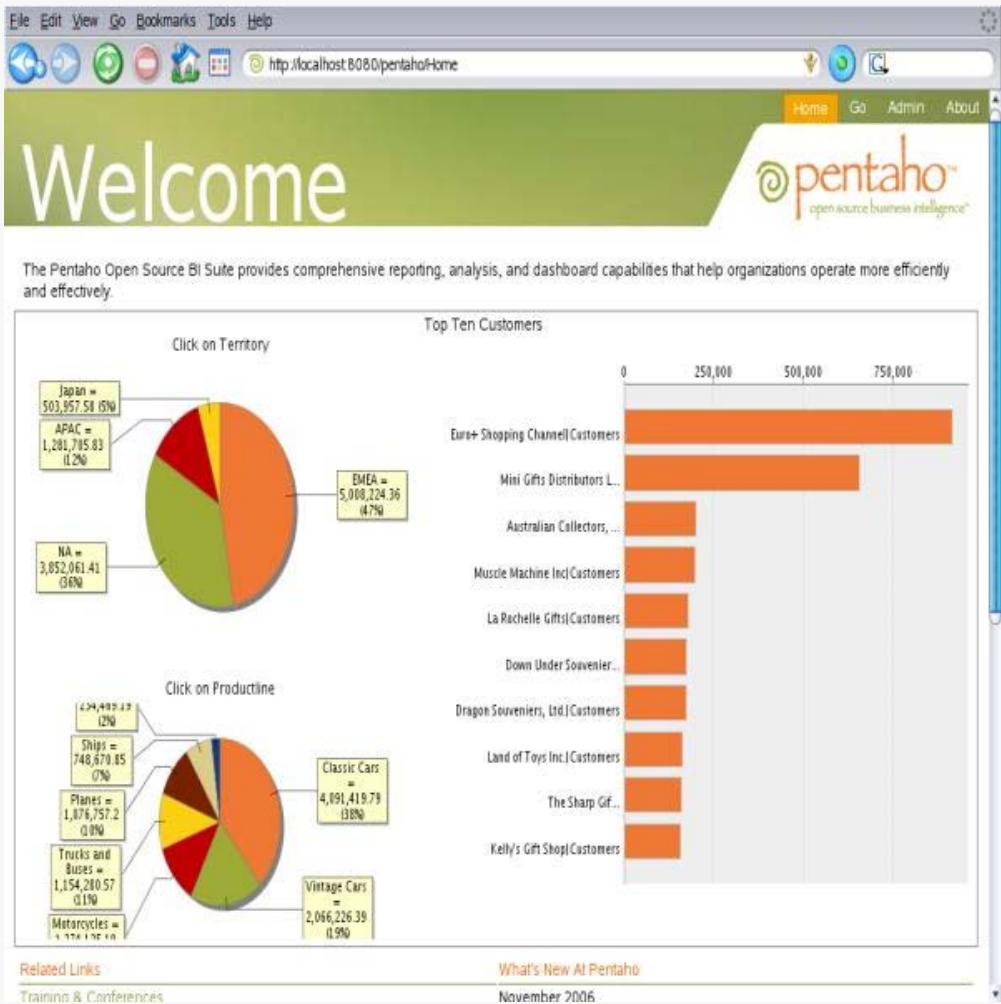 File Edit View Go Bookmarks Tools Help
http://localhost:8080/pentaho/Home
Home Go Admin About
Welcome
pentaho™
open source business intelligence™
The Pentaho Open Source BI Suite provides comprehensive reporting, analysis, and dashboard capabilities that help organizations operate more efficiently
and effectively.
Top Ten Customers
Click on Territory
Japan =
503,957.58 (5%)
APAC =
1,281,705.83
(12%)
EMEA =
5,008,224.36
(47%)
NA =
3,852,061.41
(36%)
Click on Productline
(2%)
Ships =
748,670.85
(7%)
Planes =
1,076,757.2
(10%)
Trucks and
Buses =
1,154,280.57
(11%)
Motorcycles =
Classic Cars
=
4,091,419.79
(38%)
Vintage Cars
=
2,066,226.39
(19%)
0 250,000 500,000 750,000
Euro+ Shopping Channel|Customers
Mini Gifts Distributors L...
Australian Collectors, ...
Muscle Machine Inc|Customers
La Rochelle Gifts|Customers
Down Under Souvenier...
Dragon Souveniers, Ltd.|Customers
Land of Toys Inc.|Customers
The Sharp Gif...
Kelly's Gift Shop|Customers
Related Links
Training & Conferences
What's New At Pentaho
November 2006